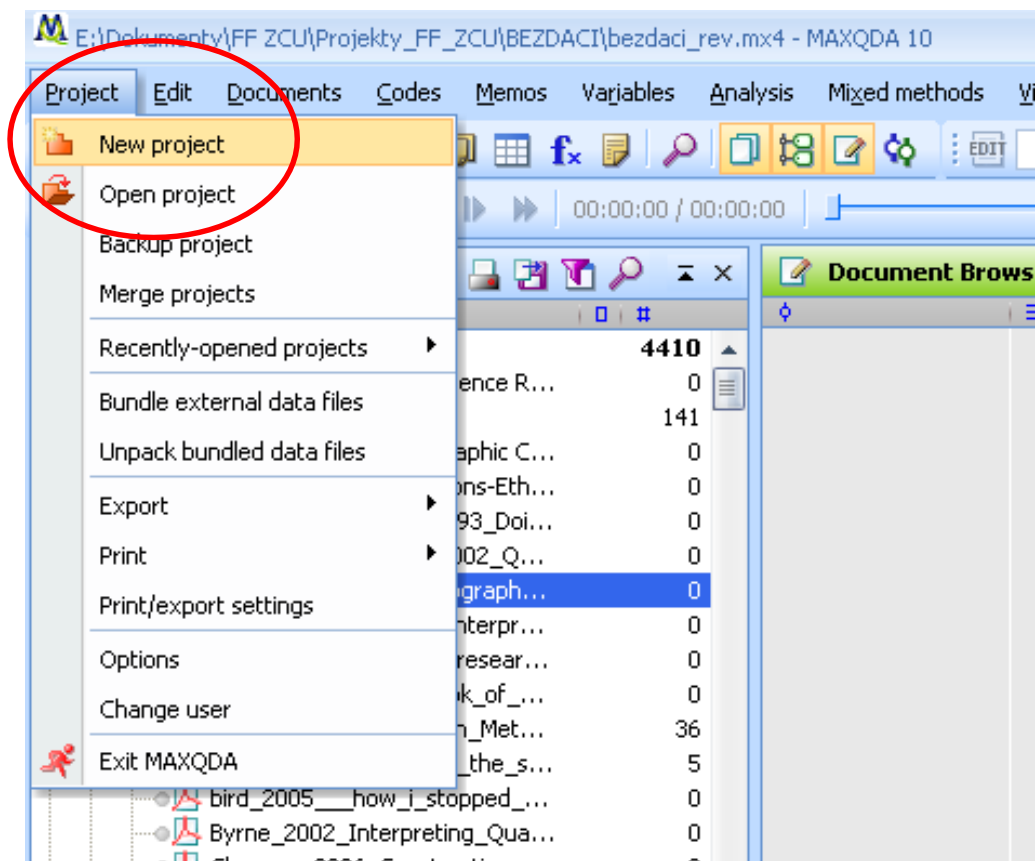 E:\Dokumenty\FF ZCU\Projekty_FF_ZCU\BEZDACI\bezdaci_rev.mx4 - MAXQDA 10
Project Edit Documents Codes Memos Variables Analysis Mixed methods
New project
EDIT
Open project
00:00:00 / 00:00:00
Backup project
Document Brows
Merge projects
#
Recently-opened projects
4410
ence R... 0
Bundle external data files
141
Unpack bundled data files
aphic C... 0
ons-Eth... 0
Export
93_Doi... 0
Print
002_Q... 0
ograph... 0
Print/export settings
nterpr... 0
Options
resear... 0
k_of_... 0
Change user
n_Met... 36
Exit MAXQDA
_the_s... 5
bird_2005___how_i_stopped_... 0
Byrne_2002_Interpreting_Qua... 0